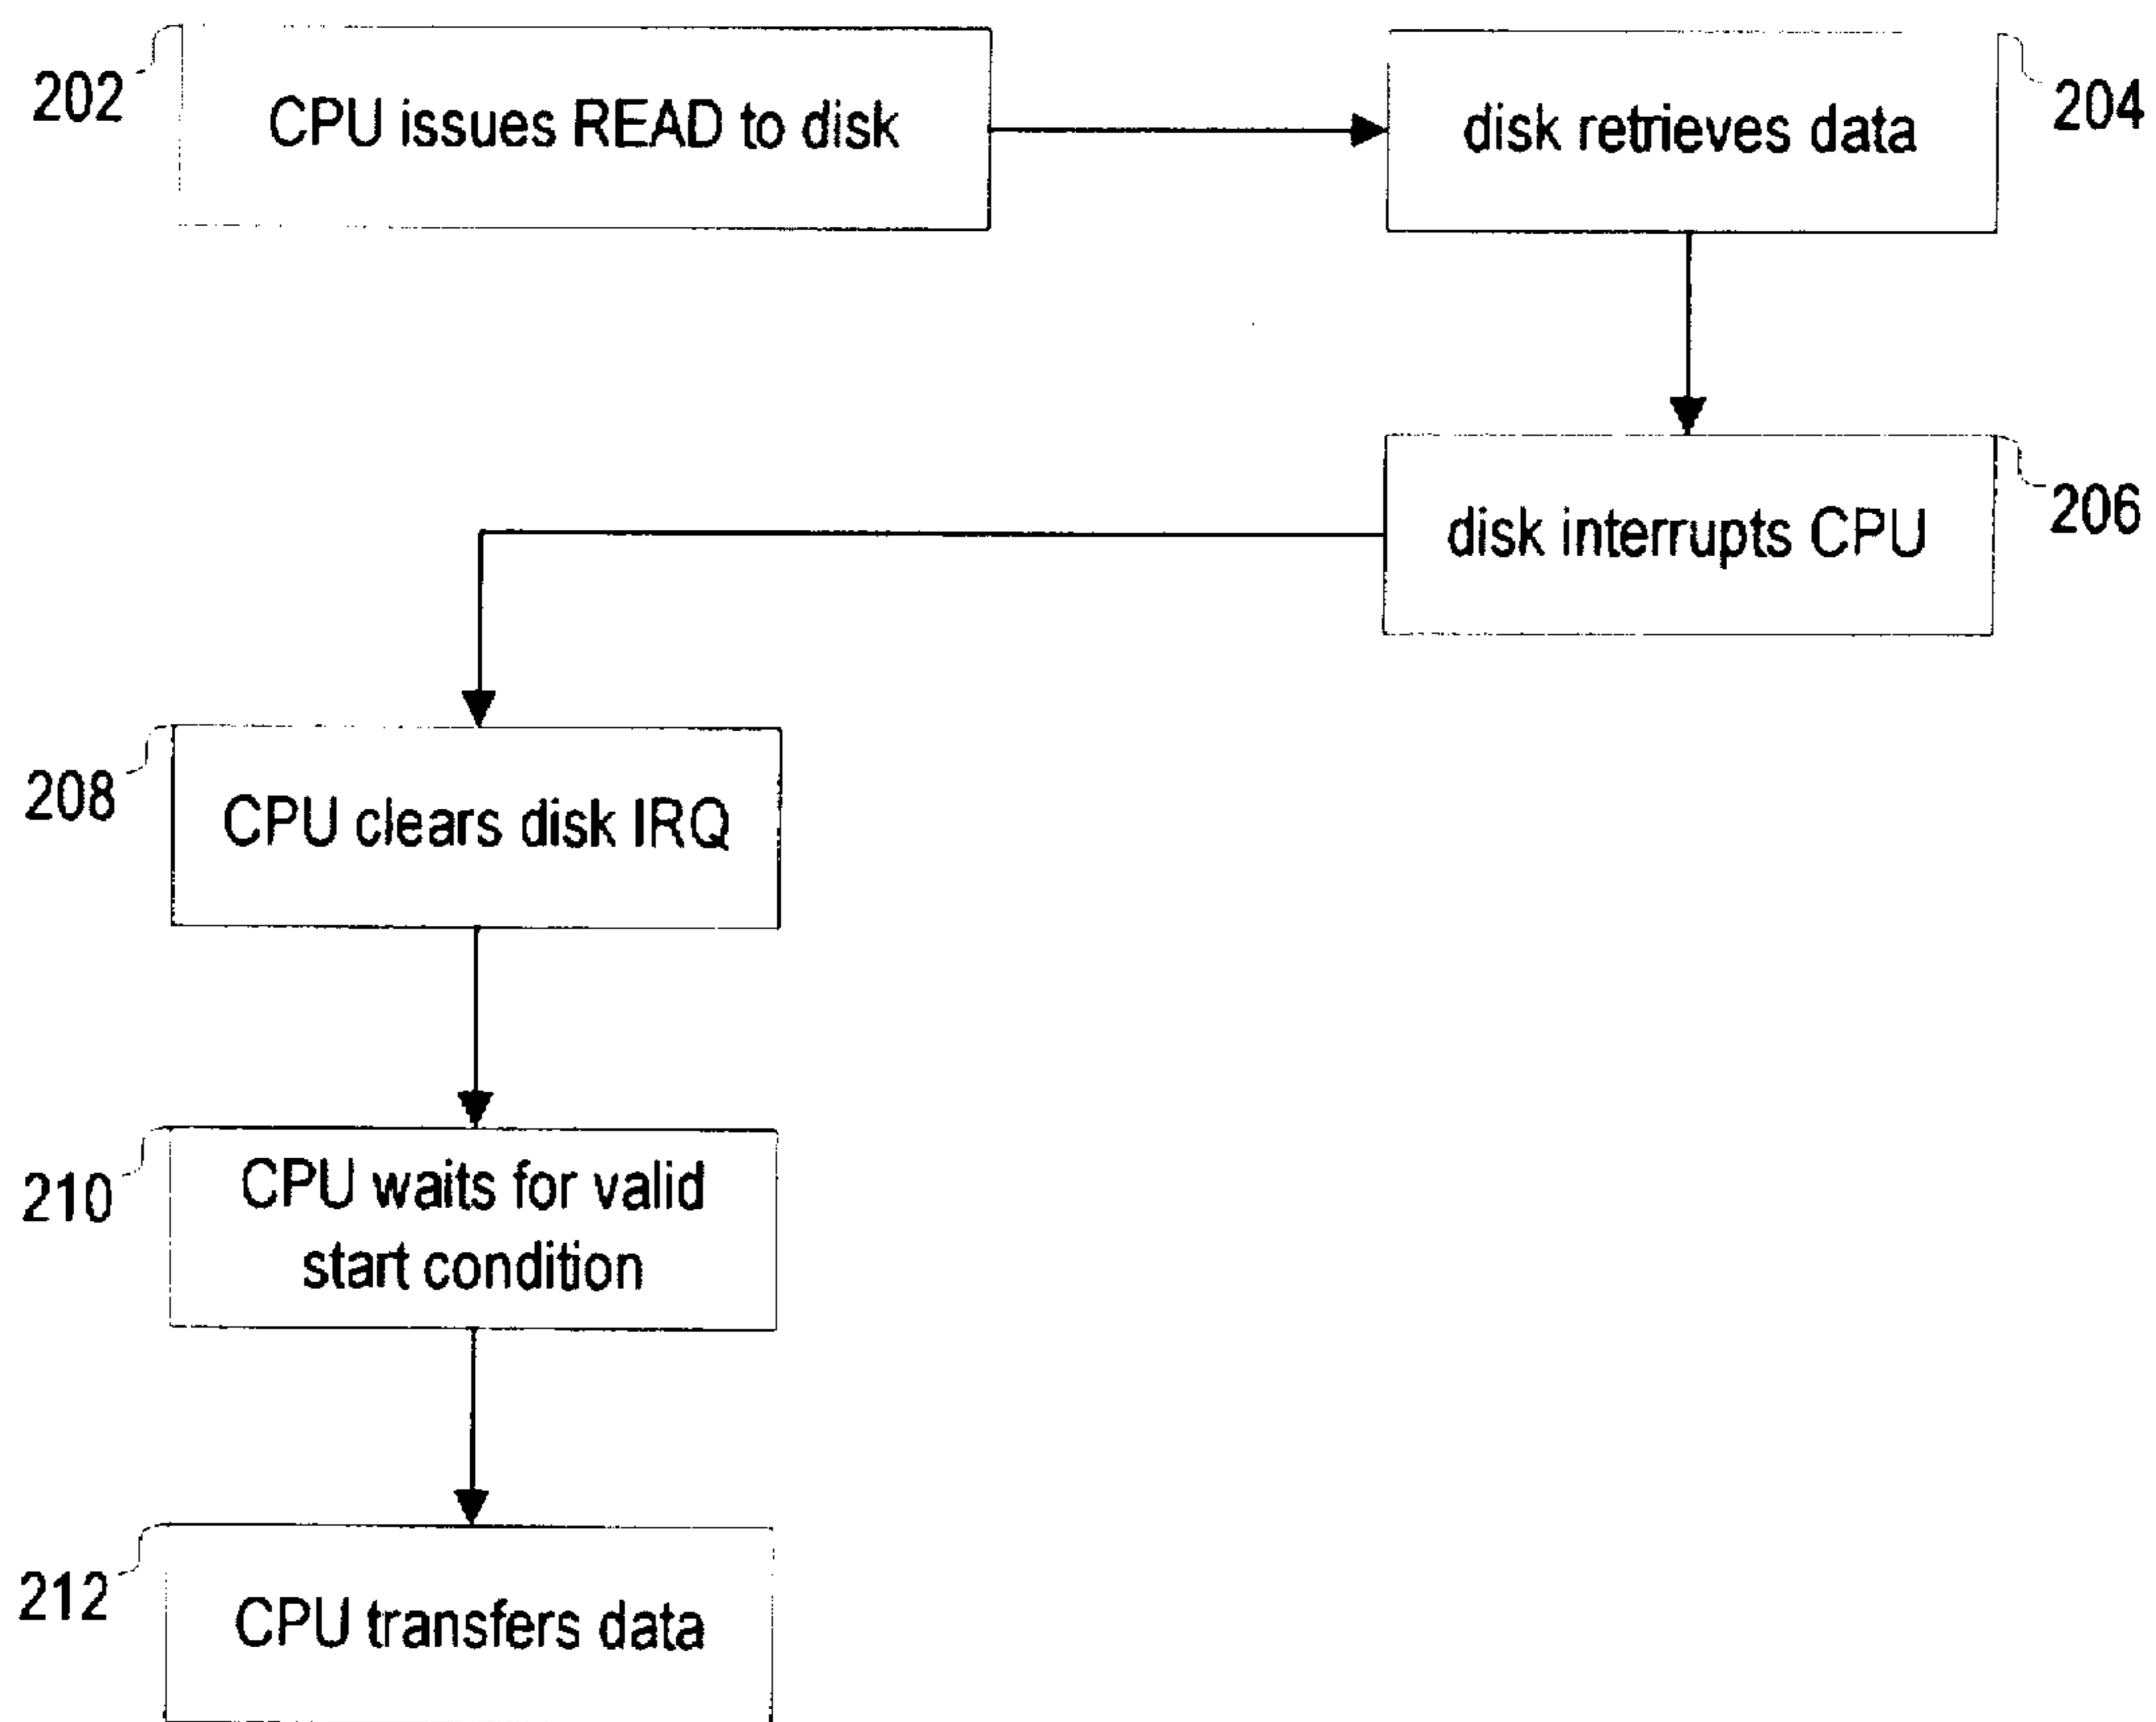 202
CPU issues READ to disk
disk retrieves data
204
disk interrupts CPU
206
208
CPU clears disk IRQ
210
CPU waits for valid
start condition
212
CPU transfers data